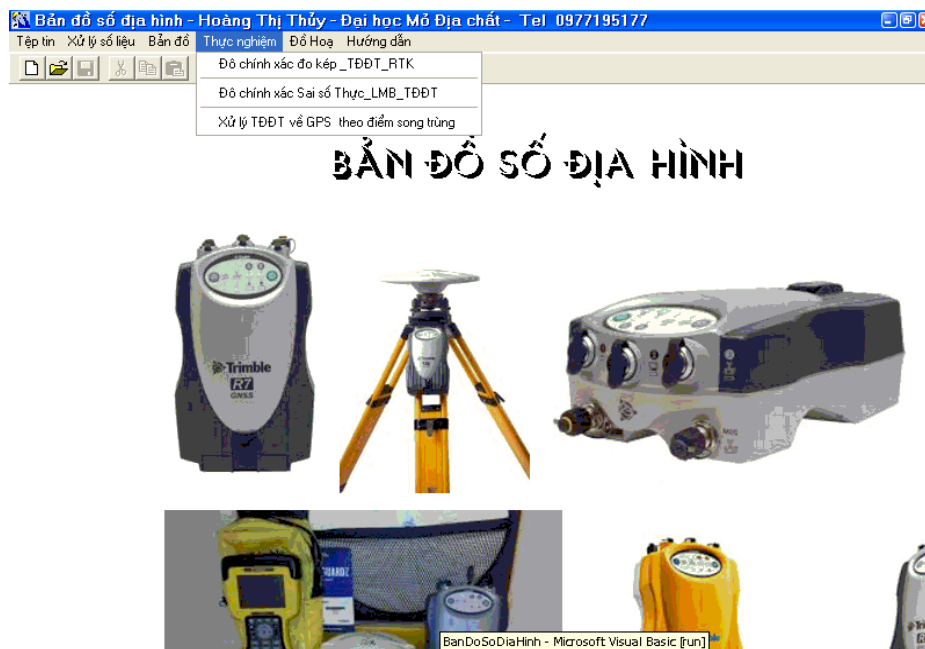 Bản đồ số địa hình - Hoàng Thị Thủy - Đại học Mỏ Địa chất - Tel 0977195177
Tệp tin Xử lý số liệu Bản đồ Thực nghiệm Đồ Hoạ Hướng dẫn
Đô chính xác đo kép _TĐĐT_RTK
Đô chính xác Sai số Thực_LMB_TĐĐT
Xử lý TĐĐT về GPS theo điểm song trùng
BẢN ĐỒ SỐ ĐỊA HÌNH
Trimble
R7
GNSS
Trimble
BanDoSoDiaHinh - Microsoft Visual Basic [run]